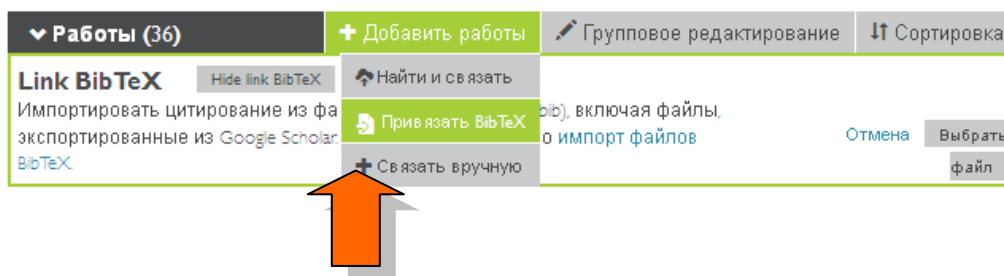 Работы (36) Добавить работы Групповое редактирование Сортировка
Link BibTeX Hide link BibTeX Найти и связать
Импортировать цитирование из фа bib), включая файлы,
Привязать BibTeX
экспортированные из Google Scholar. о импорт файлов Отмена Выбрать
BibTeX. Связать вручную файл